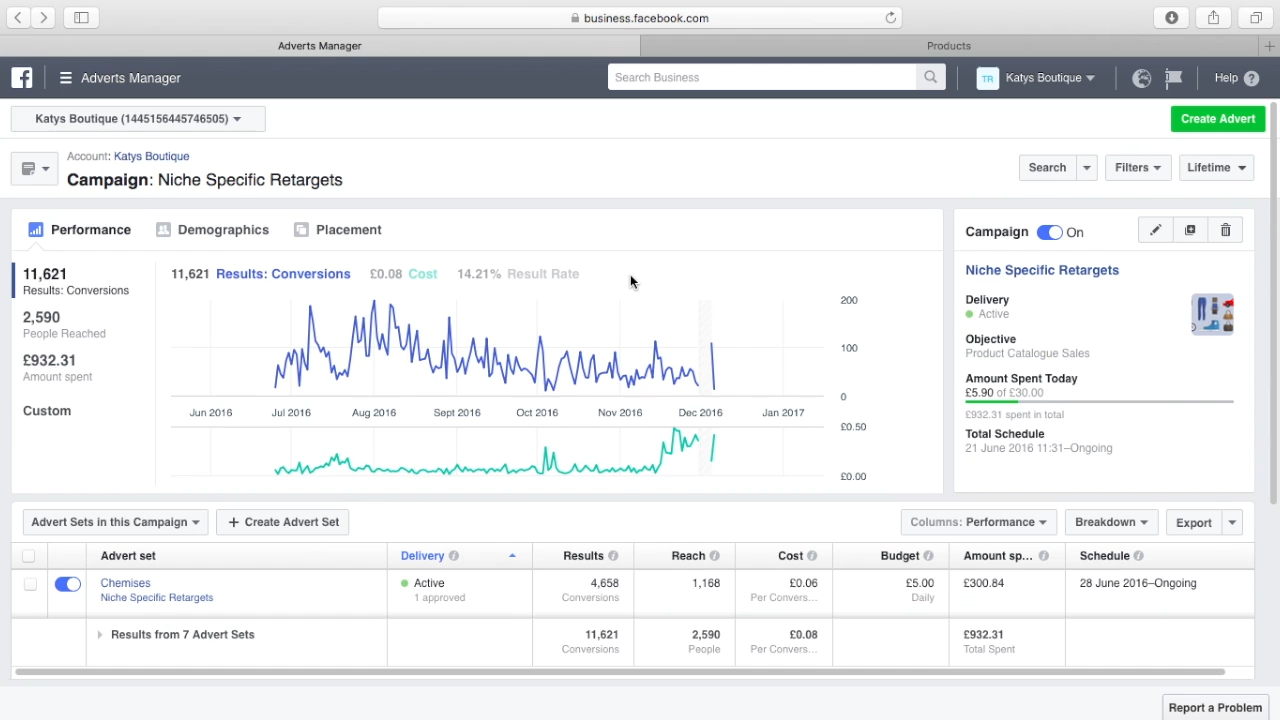 business.facebook.com
Adverts Manager
Products
Adverts Manager
Search Business
TR
Katys Boutique
Help ?
Katys Boutique (1445156445746505)
Create Advert
Account: Katys Boutique
Campaign: Niche Specific Retargets
Search
Filters
Lifetime
Performance
Demographics
Placement
Campaign
On
11,621
Results: Conversions
2,590
People Reached
£932.31
Amount spent
Custom
11,621 Results: Conversions £0.08 Cost 14.21% Result Rate
200
100
0
Jun 2016 Jul 2016 Aug 2016 Sept 2016 Oct 2016 Nov 2016 Dec 2016 Jan 2017
£0.50
£0.00
Niche Specific Retargets
Delivery
Active
Objective
Product Catalogue Sales
Amount Spent Today
£5.90 of £30.00
£932.31 spent in total
Total Schedule
21 June 2016 11:31–Ongoing
Advert Sets in this Campaign
+ Create Advert Set
Columns: Performance
Breakdown
Export
Advert set Delivery Results Reach Cost Budget Amount sp... Schedule
Chemises Active 4,658 1,168 £0.06 £5.00 £300.84 28 June 2016–Ongoing
Niche Specific Retargets 1 approved Conversions Per Convers... Daily
Results from 7 Advert Sets 11,621 2,590 £0.08 £932.31
Conversions People Per Convers... Total Spent
Report a Problem